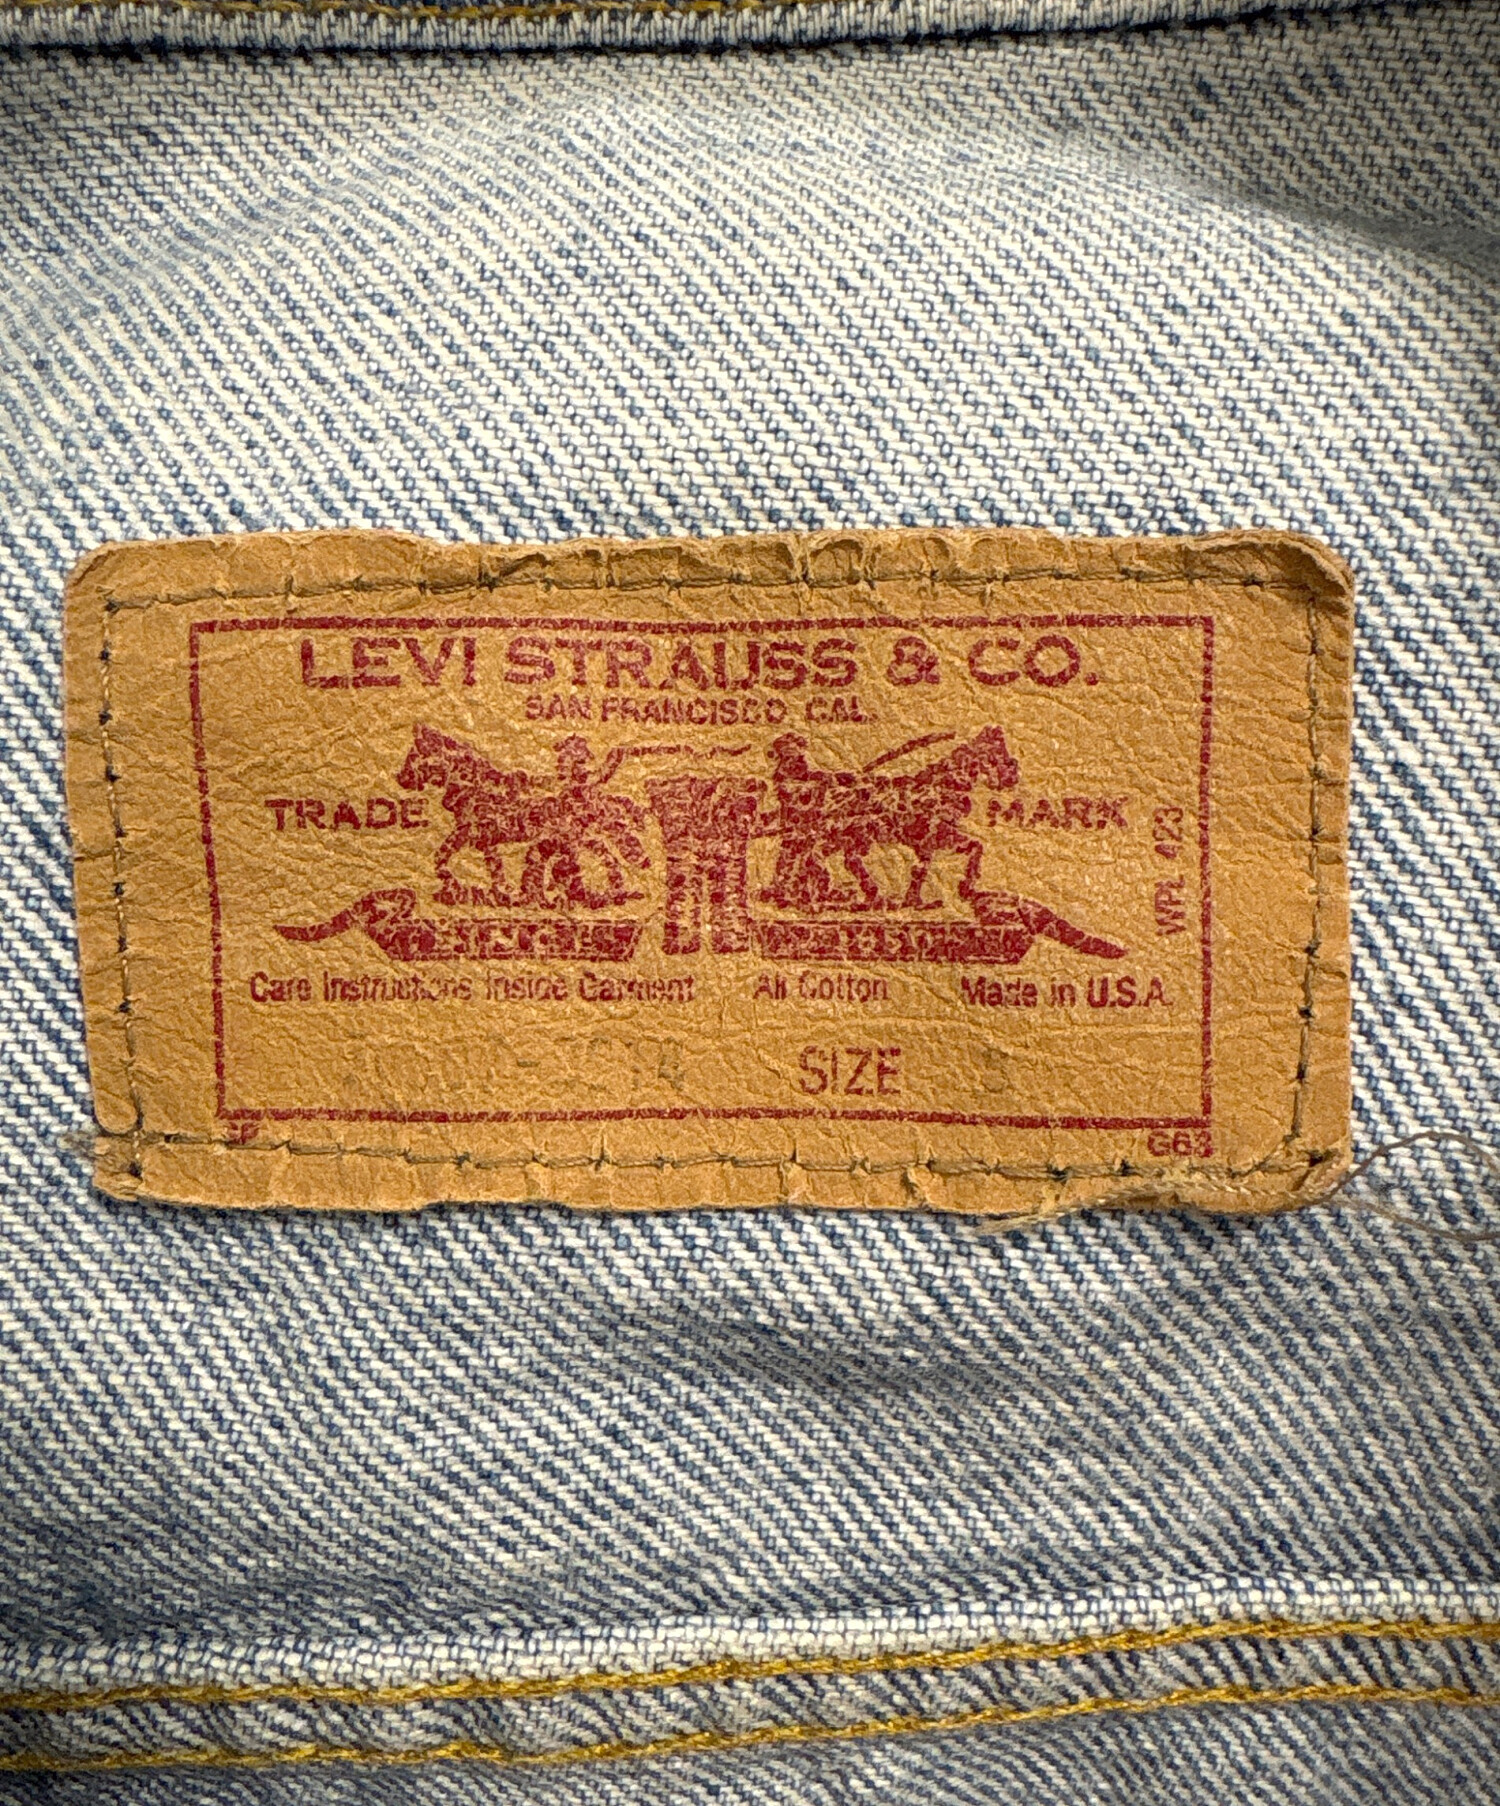 LEVI STRAUSS & CO.
SAN FRANCISCO, CAL.
TRADE MARK
WPL 423
Care Instructions Inside Garment All Cotton Made in U.S.A.
SIZE
G63